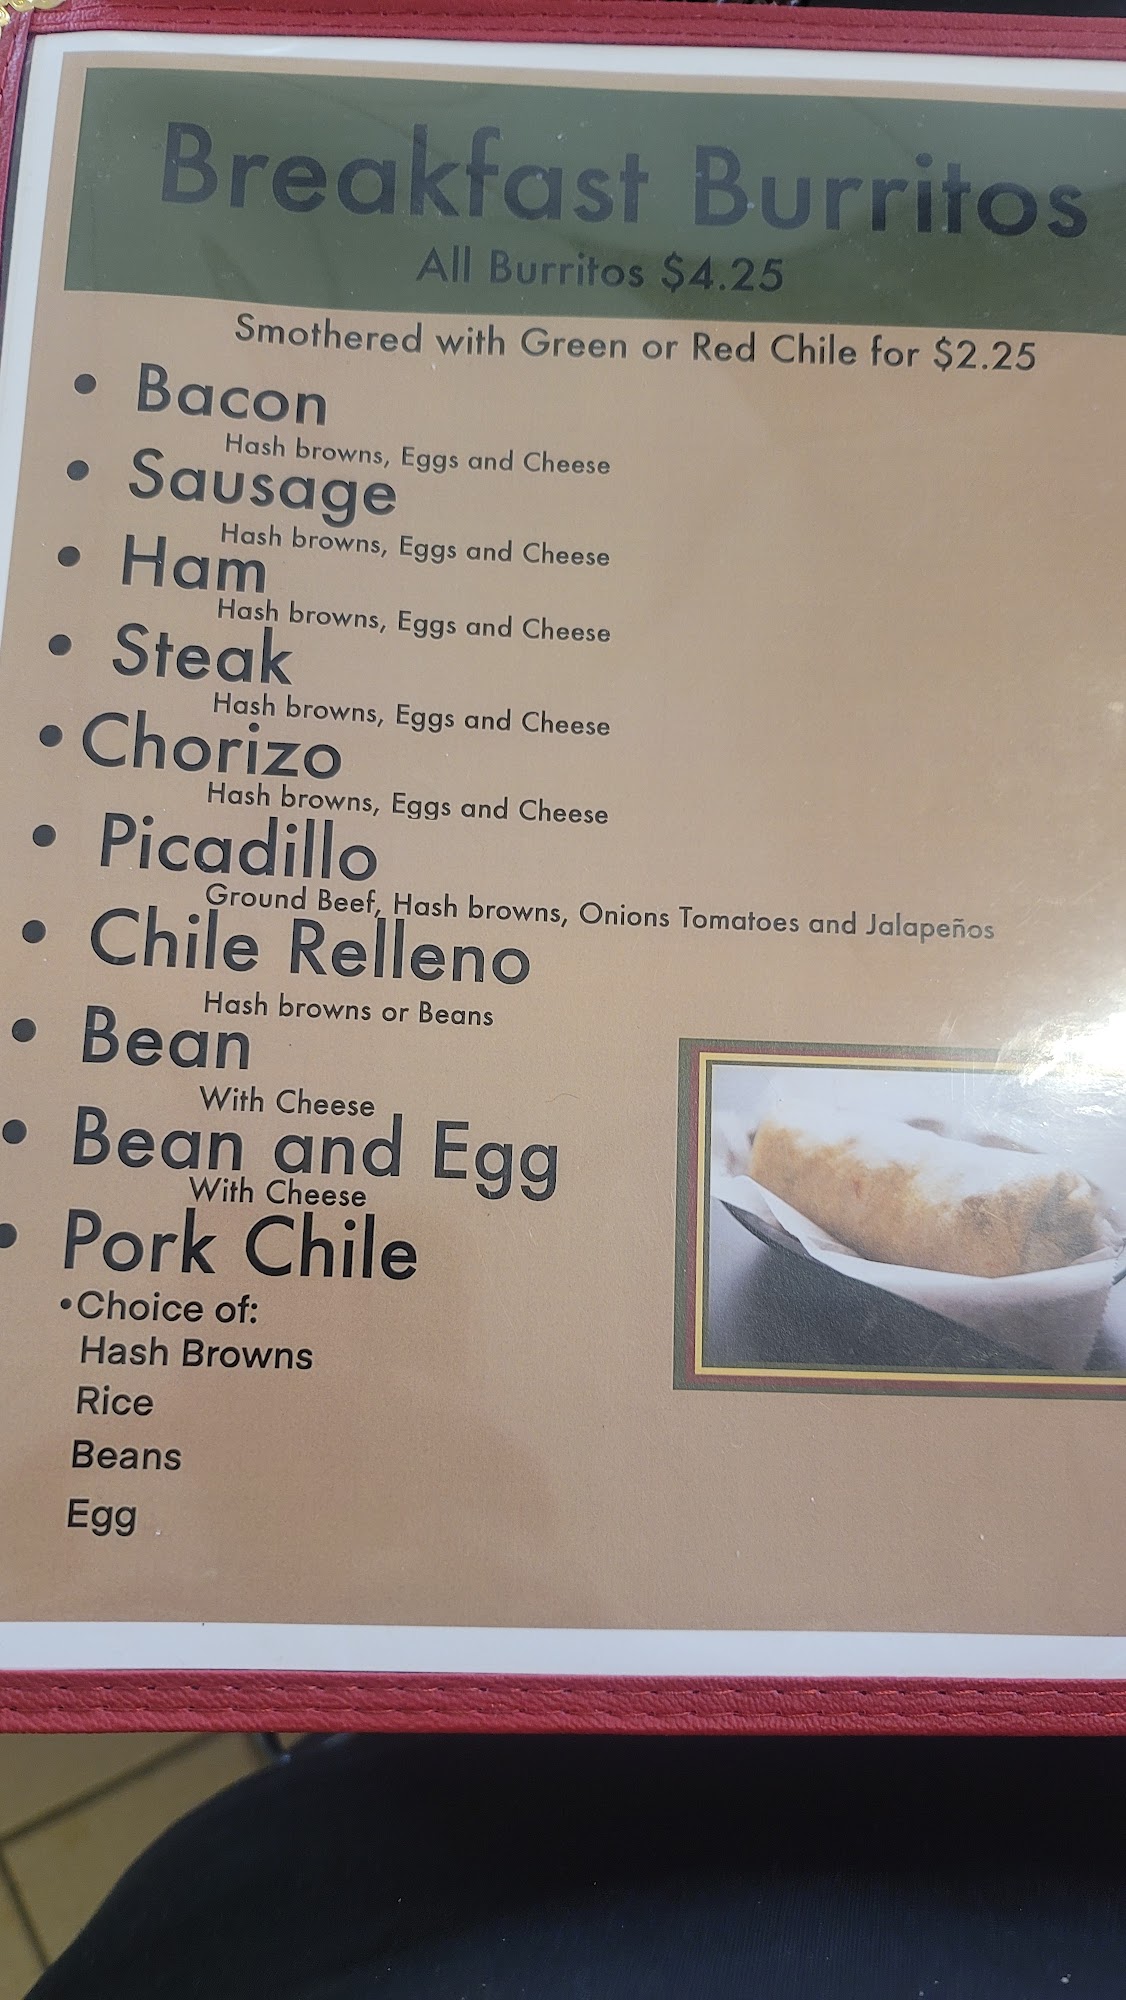 Breakfast Burritos
All Burritos $4.25
Smothered with Green or Red Chile for $2.25
• Bacon
Hash browns, Eggs and Cheese
• Sausage
Hash browns, Eggs and Cheese
• Ham
Hash browns, Eggs and Cheese
• Steak
Hash browns, Eggs and Cheese
• Chorizo
Hash browns, Eggs and Cheese
• Picadillo
Ground Beef, Hash browns, Onions Tomatoes and Jalapeños
• Chile Relleno
Hash browns or Beans
• Bean
With Cheese
• Bean and Egg
With Cheese
• Pork Chile
•Choice of:
Hash Browns
Rice
Beans
Egg